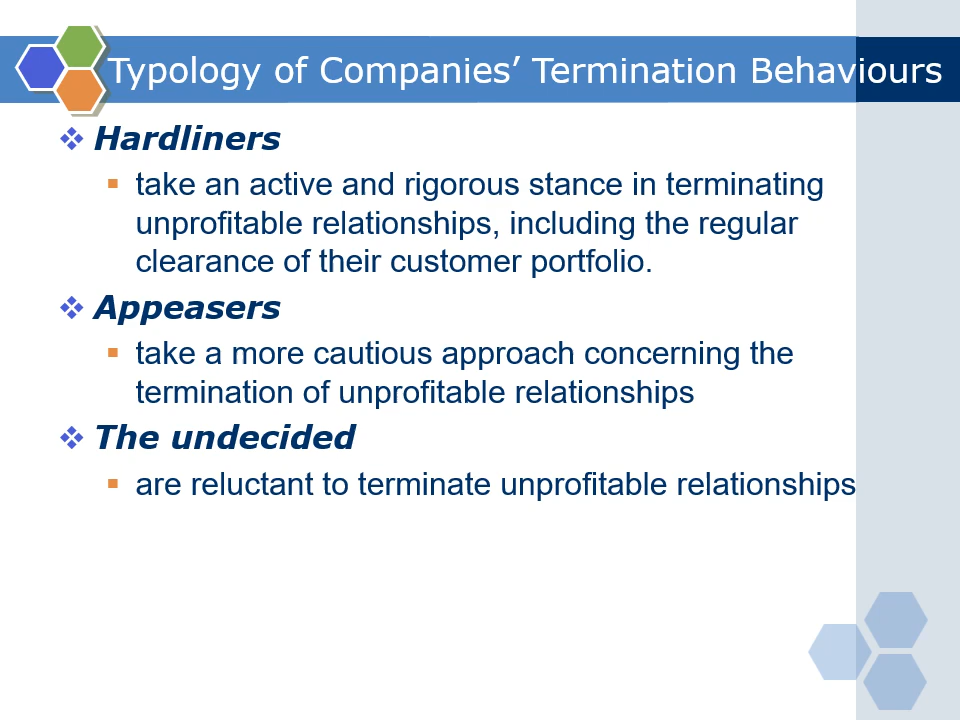 Typology of Companies’ Termination Behaviours
Hardliners
take an active and rigorous stance in terminating
unprofitable relationships, including the regular
clearance of their customer portfolio.
Appeasers
take a more cautious approach concerning the
termination of unprofitable relationships
The undecided
are reluctant to terminate unprofitable relationships